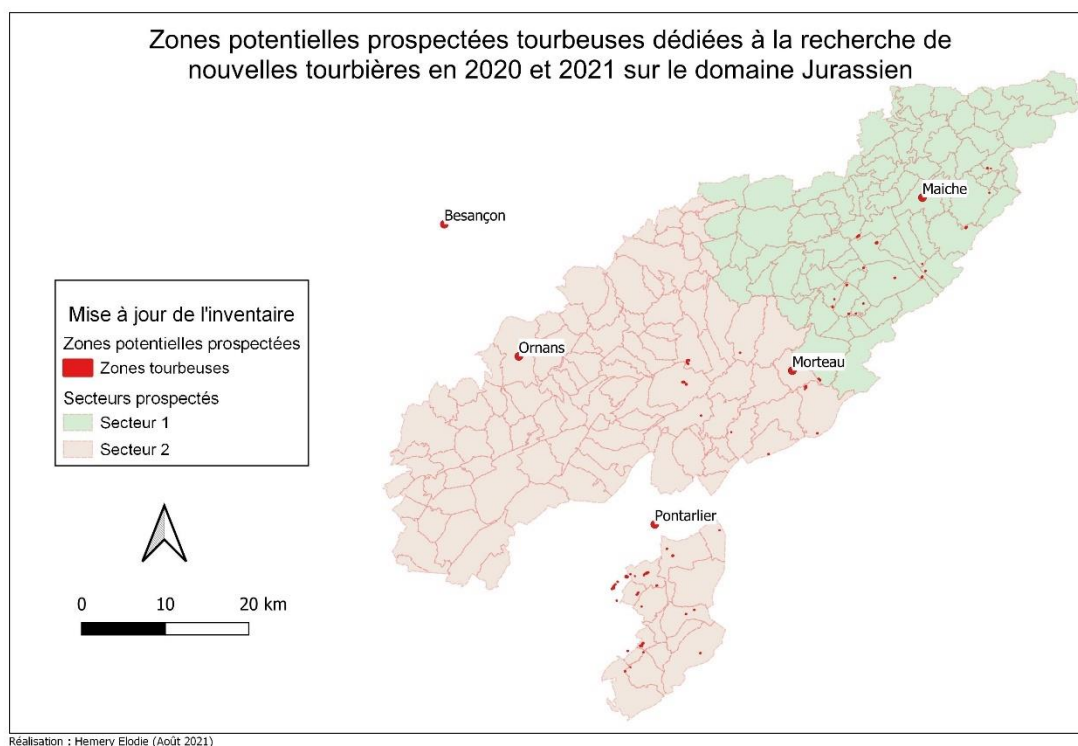 Zones potentielles prospectées tourbeuses dédiées à la recherche de
nouvelles tourbières en 2020 et 2021 sur le domaine Jurassien
Maiche
Besançon
Mise à jour de l'inventaire
Zones potentielles prospectées
Zones tourbeuses
Secteurs prospectés
Secteur 1
Secteur 2
Ornans
Morteau
Pontarlier
0 10 20 km
Réalisation : Hemery Elodie (Août 2021)